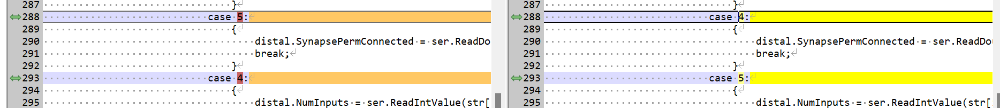 287 }
288 case 5:
289 {
290 distal.SynapsePermConnected = ser.ReadDo
291 break;
292 }
293 case 4:
294 {
295 distal.NumInputs = ser.ReadIntValue(str[
287 }
288 case 4:
289 {
290 distal.SynapsePermConnected = ser.ReadDou
291 break;
292 }
293 case 5:
294 {
295 distal.NumInputs = ser.ReadIntValue(str[